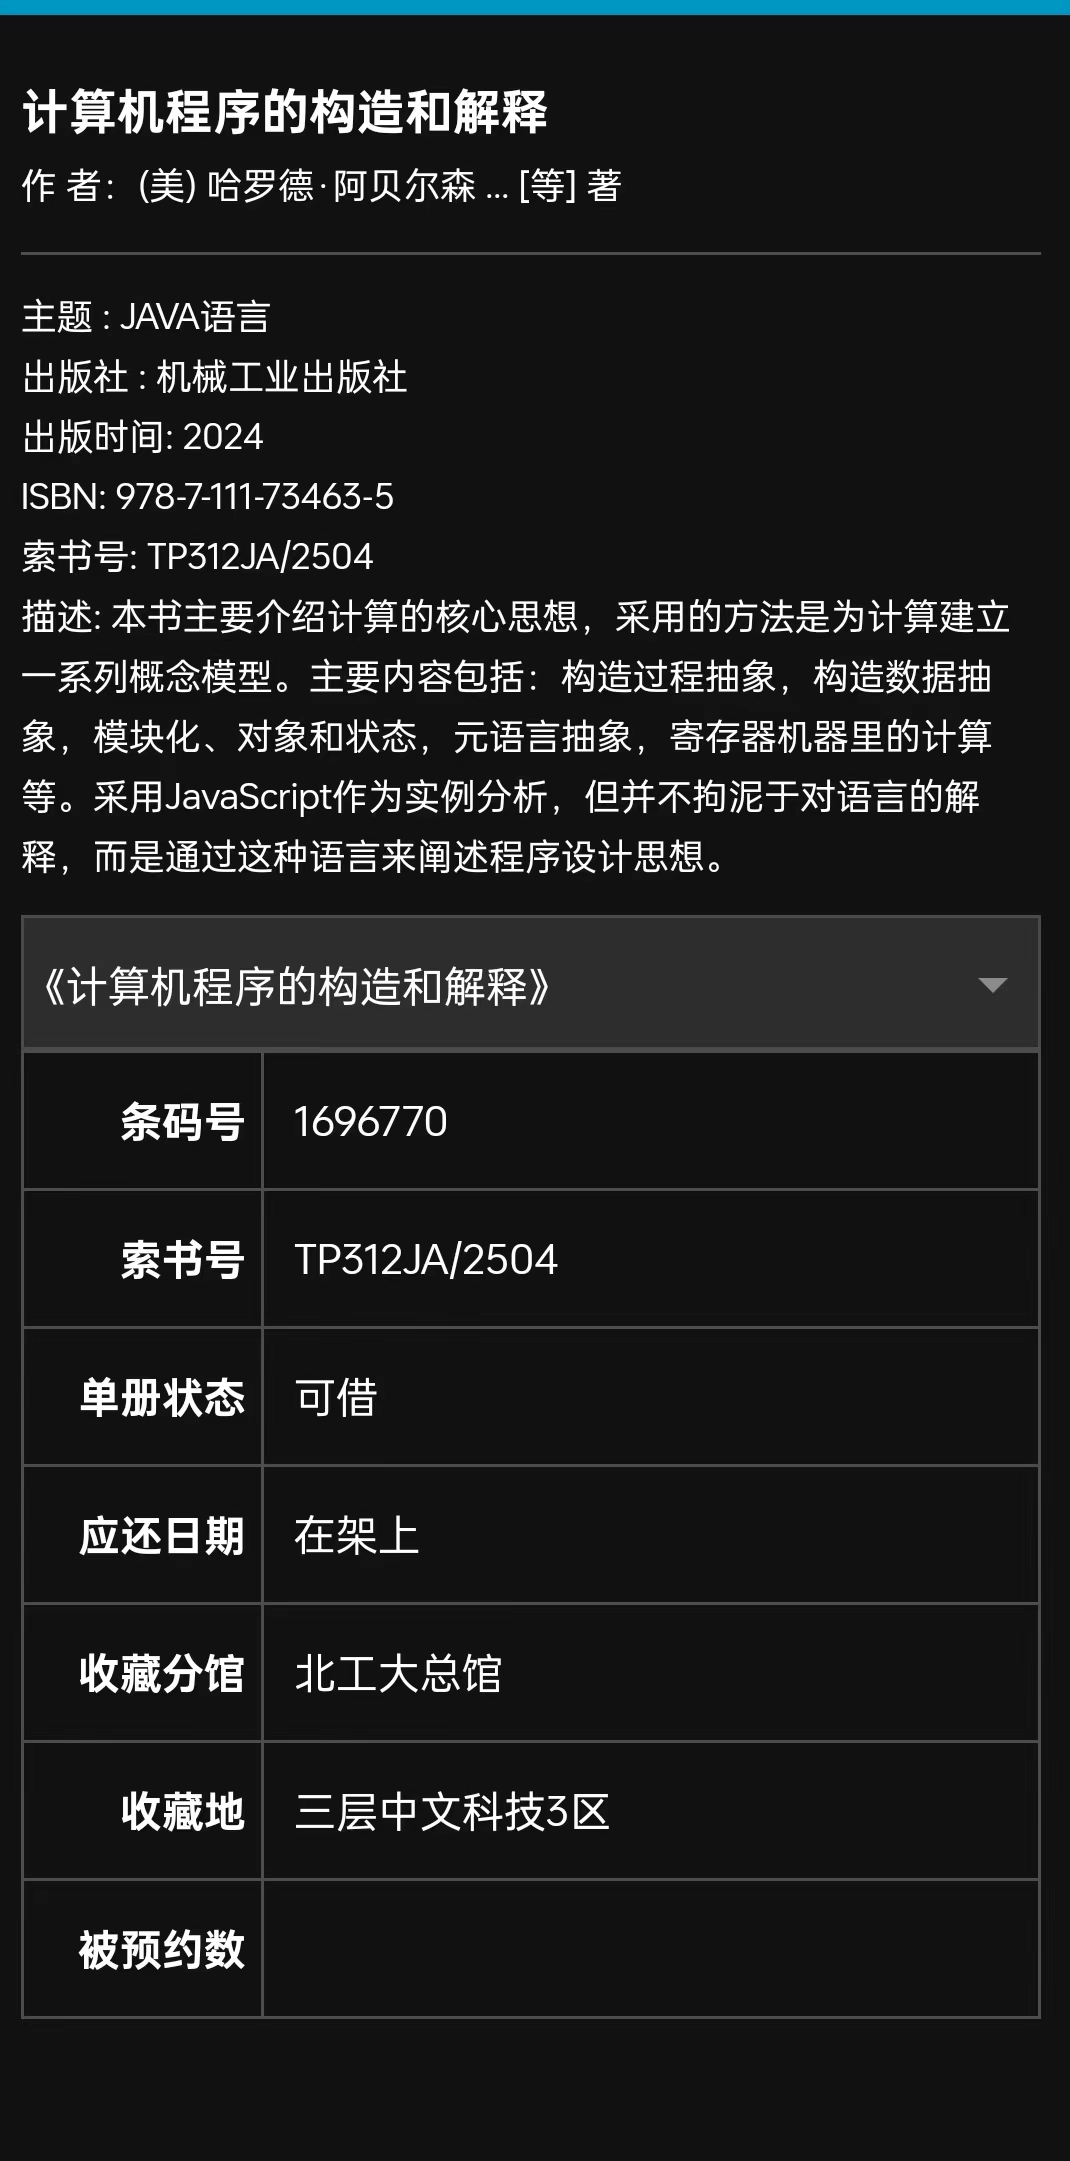 计算机程序的构造和解释
作 者：(美) 哈罗德·阿贝尔森 ... [等] 著
主题 : JAVA语言
出版社 : 机械工业出版社
出版时间: 2024
ISBN: 978-7-111-73463-5
索书号: TP312JA/2504
描述: 本书主要介绍计算的核心思想，采用的方法是为计算建立
一系列概念模型。主要内容包括：构造过程抽象，构造数据抽
象，模块化、对象和状态，元语言抽象，寄存器机器里的计算
等。采用JavaScript作为实例分析，但并不拘泥于对语言的解
释，而是通过这种语言来阐述程序设计思想。
《计算机程序的构造和解释》
条码号 1696770
索书号 TP312JA/2504
单册状态 可借
应还日期 在架上
收藏分馆 北工大总馆
收藏地 三层中文科技3区
被预约数